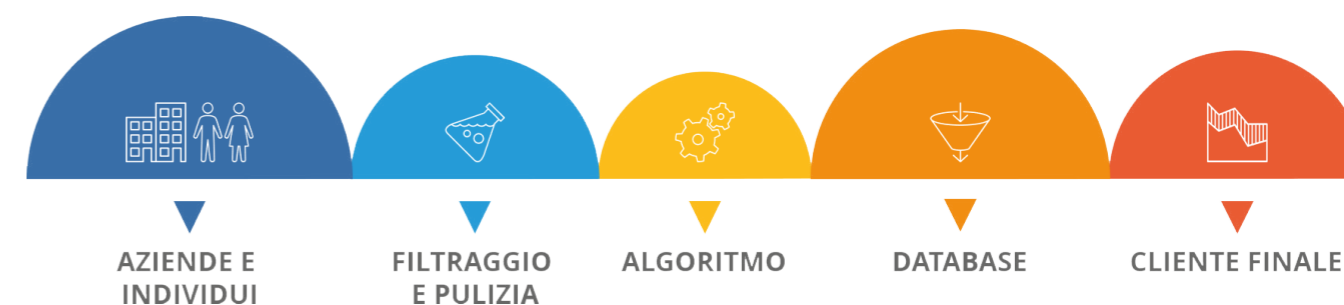 AZIENDE E
INDIVIDUI
FILTRAGGIO
E PULIZIA
ALGORITMO
DATABASE
CLIENTE FINALE